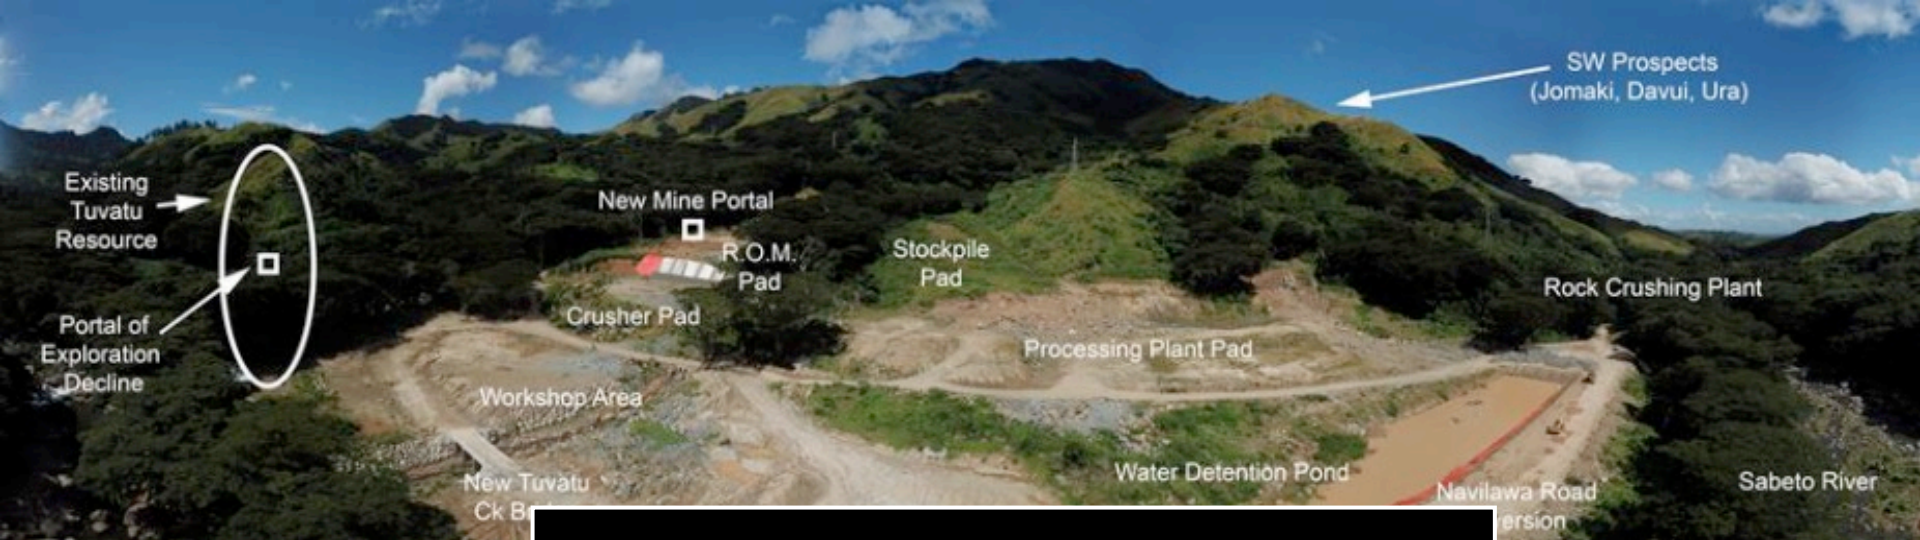 SW Prospects
(Jomaki, Davui, Ura)
Existing
Tuvatu
Resource
New Mine Portal
R.O.M.
Pad
Stockpile
Pad
Rock Crushing Plant
Portal of
Exploration
Decline
Crusher Pad
Processing Plant Pad
Workshop Area
Water Detention Pond
New Tuvatu
Ck
Navilawa Road
Sabeto River